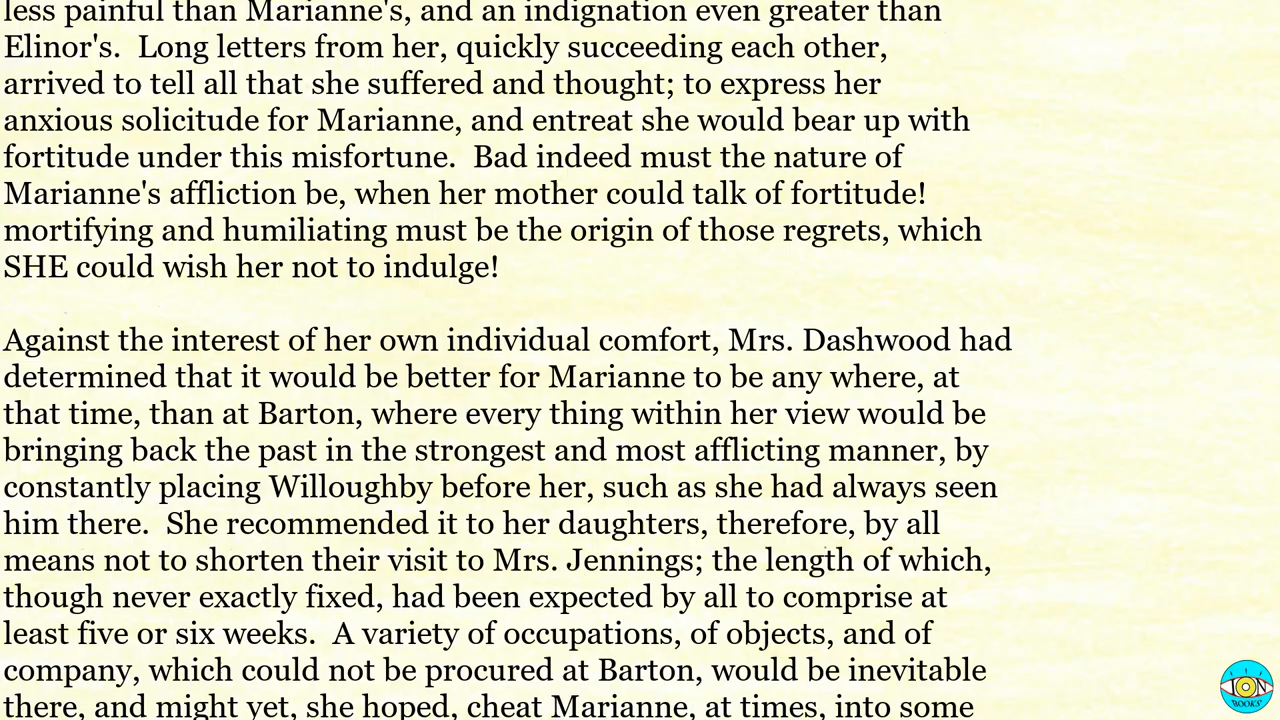 less painful than Marianne's, and an indignation even greater than
Elinor's.  Long letters from her, quickly succeeding each other,
arrived to tell all that she suffered and thought; to express her
anxious solicitude for Marianne, and entreat she would bear up with
fortitude under this misfortune.  Bad indeed must the nature of
Marianne's affliction be, when her mother could talk of fortitude!
mortifying and humiliating must be the origin of those regrets, which
SHE could wish her not to indulge!

Against the interest of her own individual comfort, Mrs. Dashwood had
determined that it would be better for Marianne to be any where, at
that time, than at Barton, where every thing within her view would be
bringing back the past in the strongest and most afflicting manner, by
constantly placing Willoughby before her, such as she had always seen
him there.  She recommended it to her daughters, therefore, by all
means not to shorten their visit to Mrs. Jennings; the length of which,
though never exactly fixed, had been expected by all to comprise at
least five or six weeks.  A variety of occupations, of objects, and of
company, which could not be procured at Barton, would be inevitable
there, and might yet, she hoped, cheat Marianne, at times, into some
ION
BOOKS